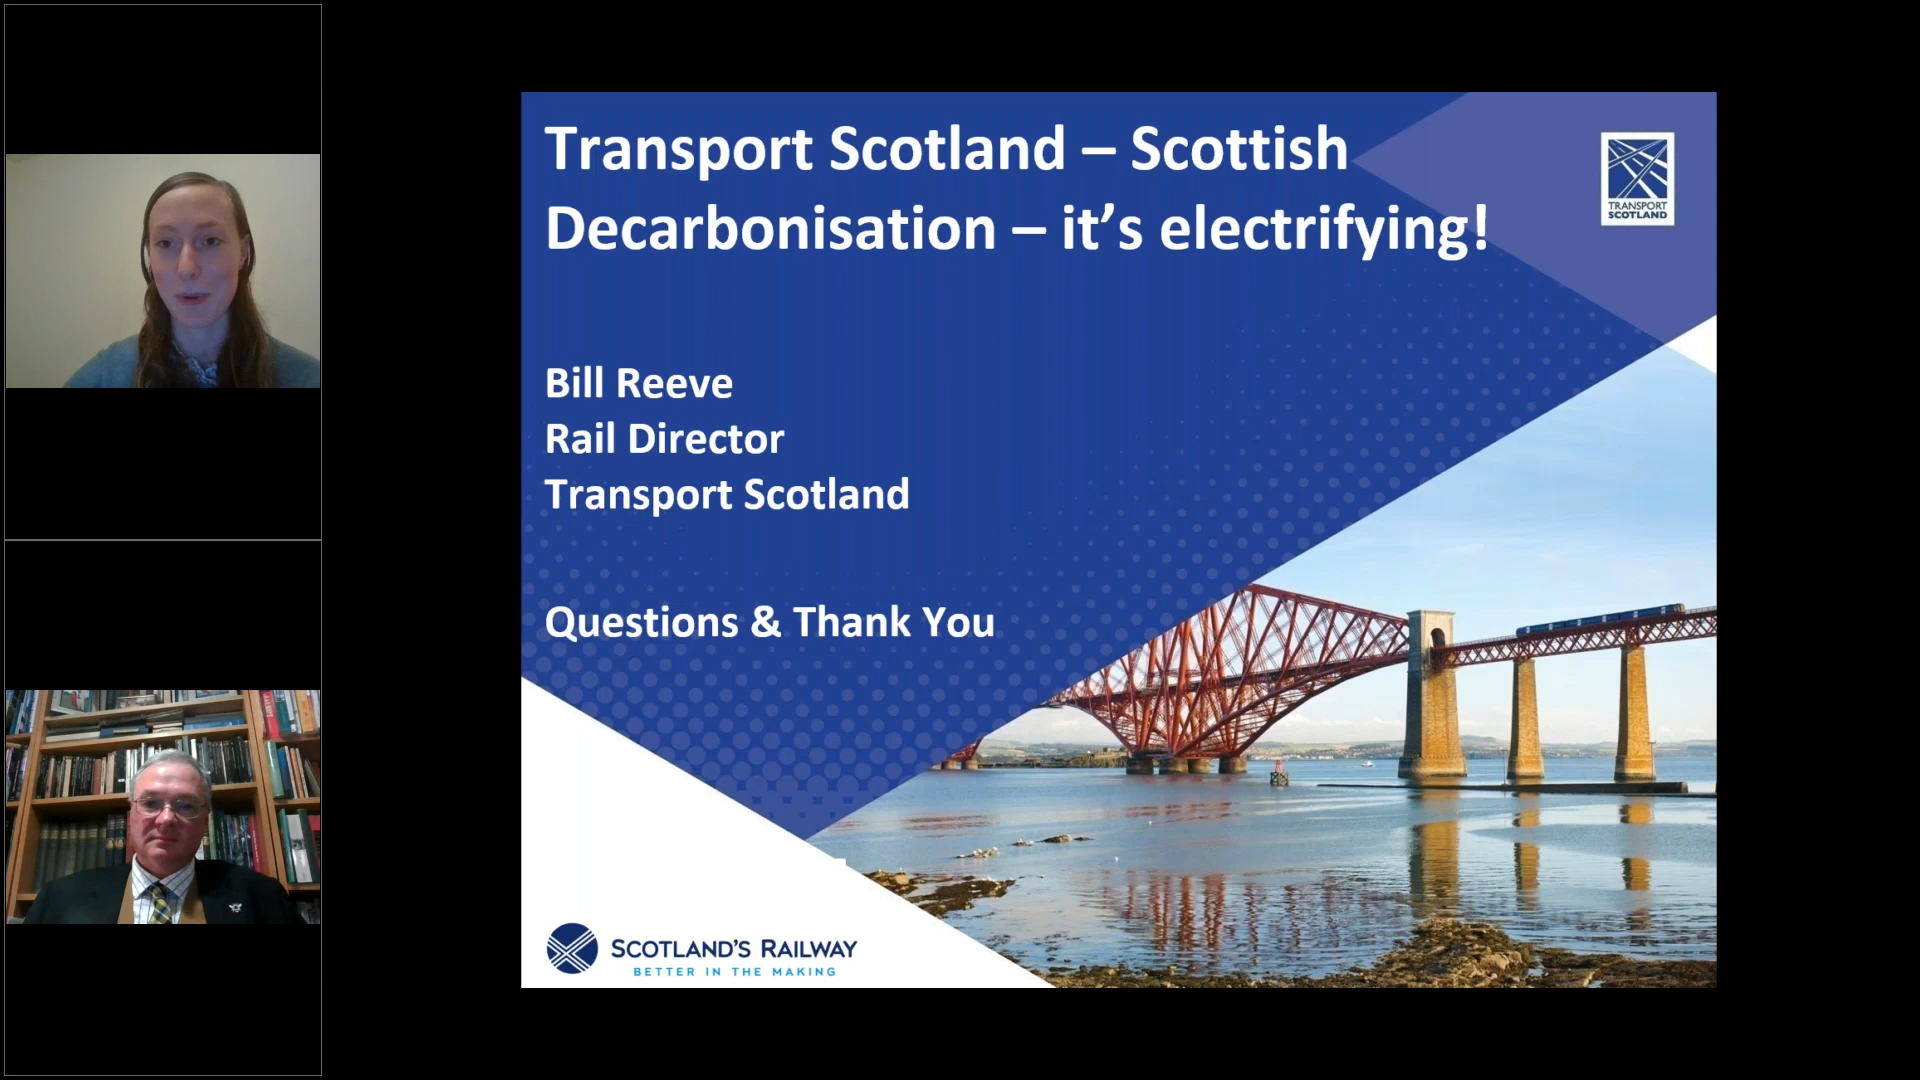 Transport Scotland – Scottish
Decarbonisation – it’s electrifying!
TRANSPORT
SCOTLAND
Bill Reeve
Rail Director
Transport Scotland
Questions & Thank You
SCOTLAND'S RAILWAY
BETTER IN THE MAKING